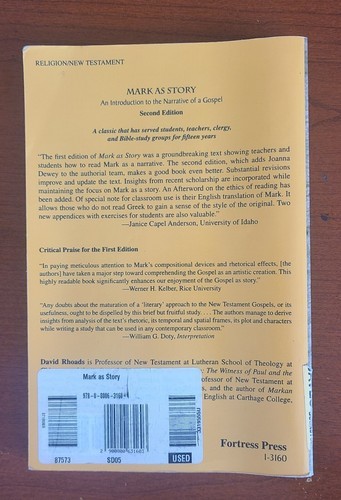 RELIGION/NEW TESTAMENT
MARK AS STORY
An Introduction to the Narrative of a Gospel
Second Edition
A classic that has served students, teachers, clergy,
and Bible-study groups for fifteen years
"The first edition of Mark as Story was a groundbreaking text showing teachers and
students how to read Mark as a narrative. The second edition, which adds Joanna
Dewey to the authorial team, makes a good book even better. Substantial revisions
improve and update the text. Insights from recent scholarship are incorporated while
maintaining the focus on Mark as a story. An Afterword on the ethics of reading has
been added. Of special note for classroom use is their English translation of Mark. It
allows those who do not read Greek to gain a sense of the style of the original. Two
new appendices with exercises for students are also valuable."
—Janice Capel Anderson, University of Idaho
Critical Praise for the First Edition
"In paying meticulous attention to Mark's compositional devices and rhetorical effects, [the
authors] have taken a major step toward comprehending the Gospel as an artistic creation. This
highly readable book significantly enhances our enjoyment of the Gospel as story."
—Werner H. Kelber, Rice University
"Any doubts about the maturation of a 'literary' approach to the New Testament Gospels, or its
usefulness, ought to be dispelled by this brief but fruitful study. . . . The authors manage to derive
insights from analysis of the text's rhetoric, its temporal and spatial frames, its plot and characters
while writing a study that can be used in any contemporary classroom."
—William G. Doty, Interpretation
David Rhoads is Professor of New Testament at Lutheran School of Theology at
The Witness of Paul and the
ofessor of New Testament at
s, and the author of Markan
English at Carthage College,
Mark as Story
87573
SD05
USED
Fortress Press
1-3160